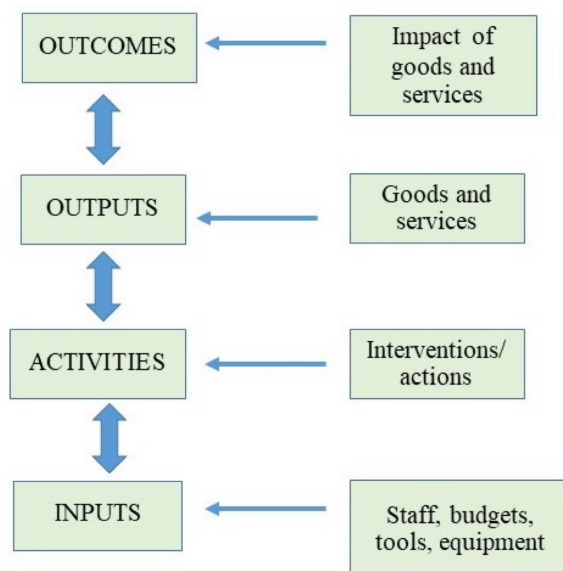 OUTCOMES
Impact of
goods and
services
OUTPUTS
Goods and
services
ACTIVITIES
Interventions/
actions
INPUTS
Staff, budgets,
tools, equipment